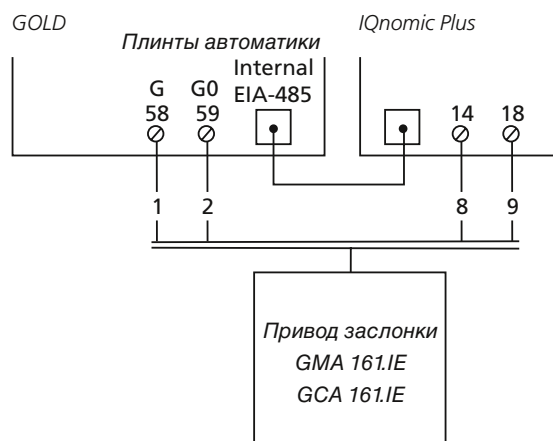 GOLD
IQnomic Plus
Плинты автоматики
Internal
EIA-485
G G0
58 59
14 18
1 2 8 9
Привод заслонки
GMA 161.IE
GCA 161.IE